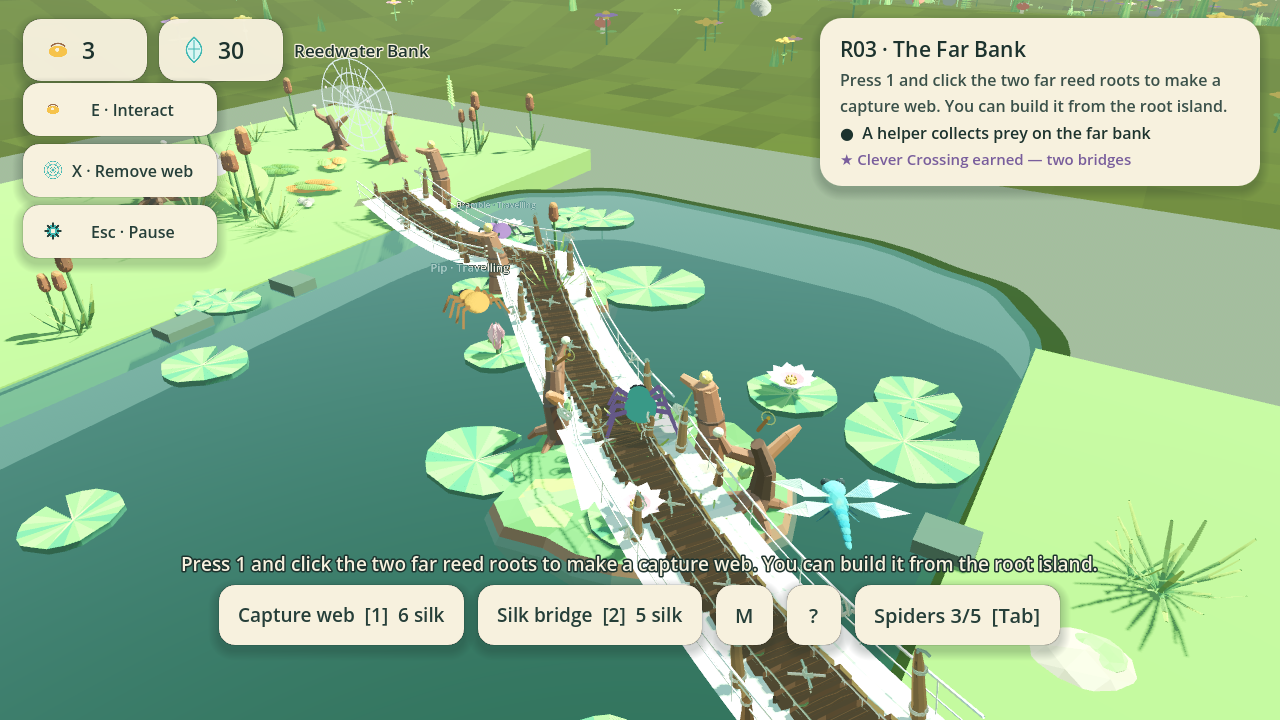 3
30
Reedwater Bank
E · Interact
X · Remove web
Esc · Pause
R03 · The Far Bank
Press 1 and click the two far reed roots to make a
capture web. You can build it from the root island.
● A helper collects prey on the far bank
★ Clever Crossing earned — two bridges
Pip · Travelling
Press 1 and click the two far reed roots to make a capture web. You can build it from the root island.
Capture web [1] 6 silk
Silk bridge [2] 5 silk
M
?
Spiders 3/5 [Tab]